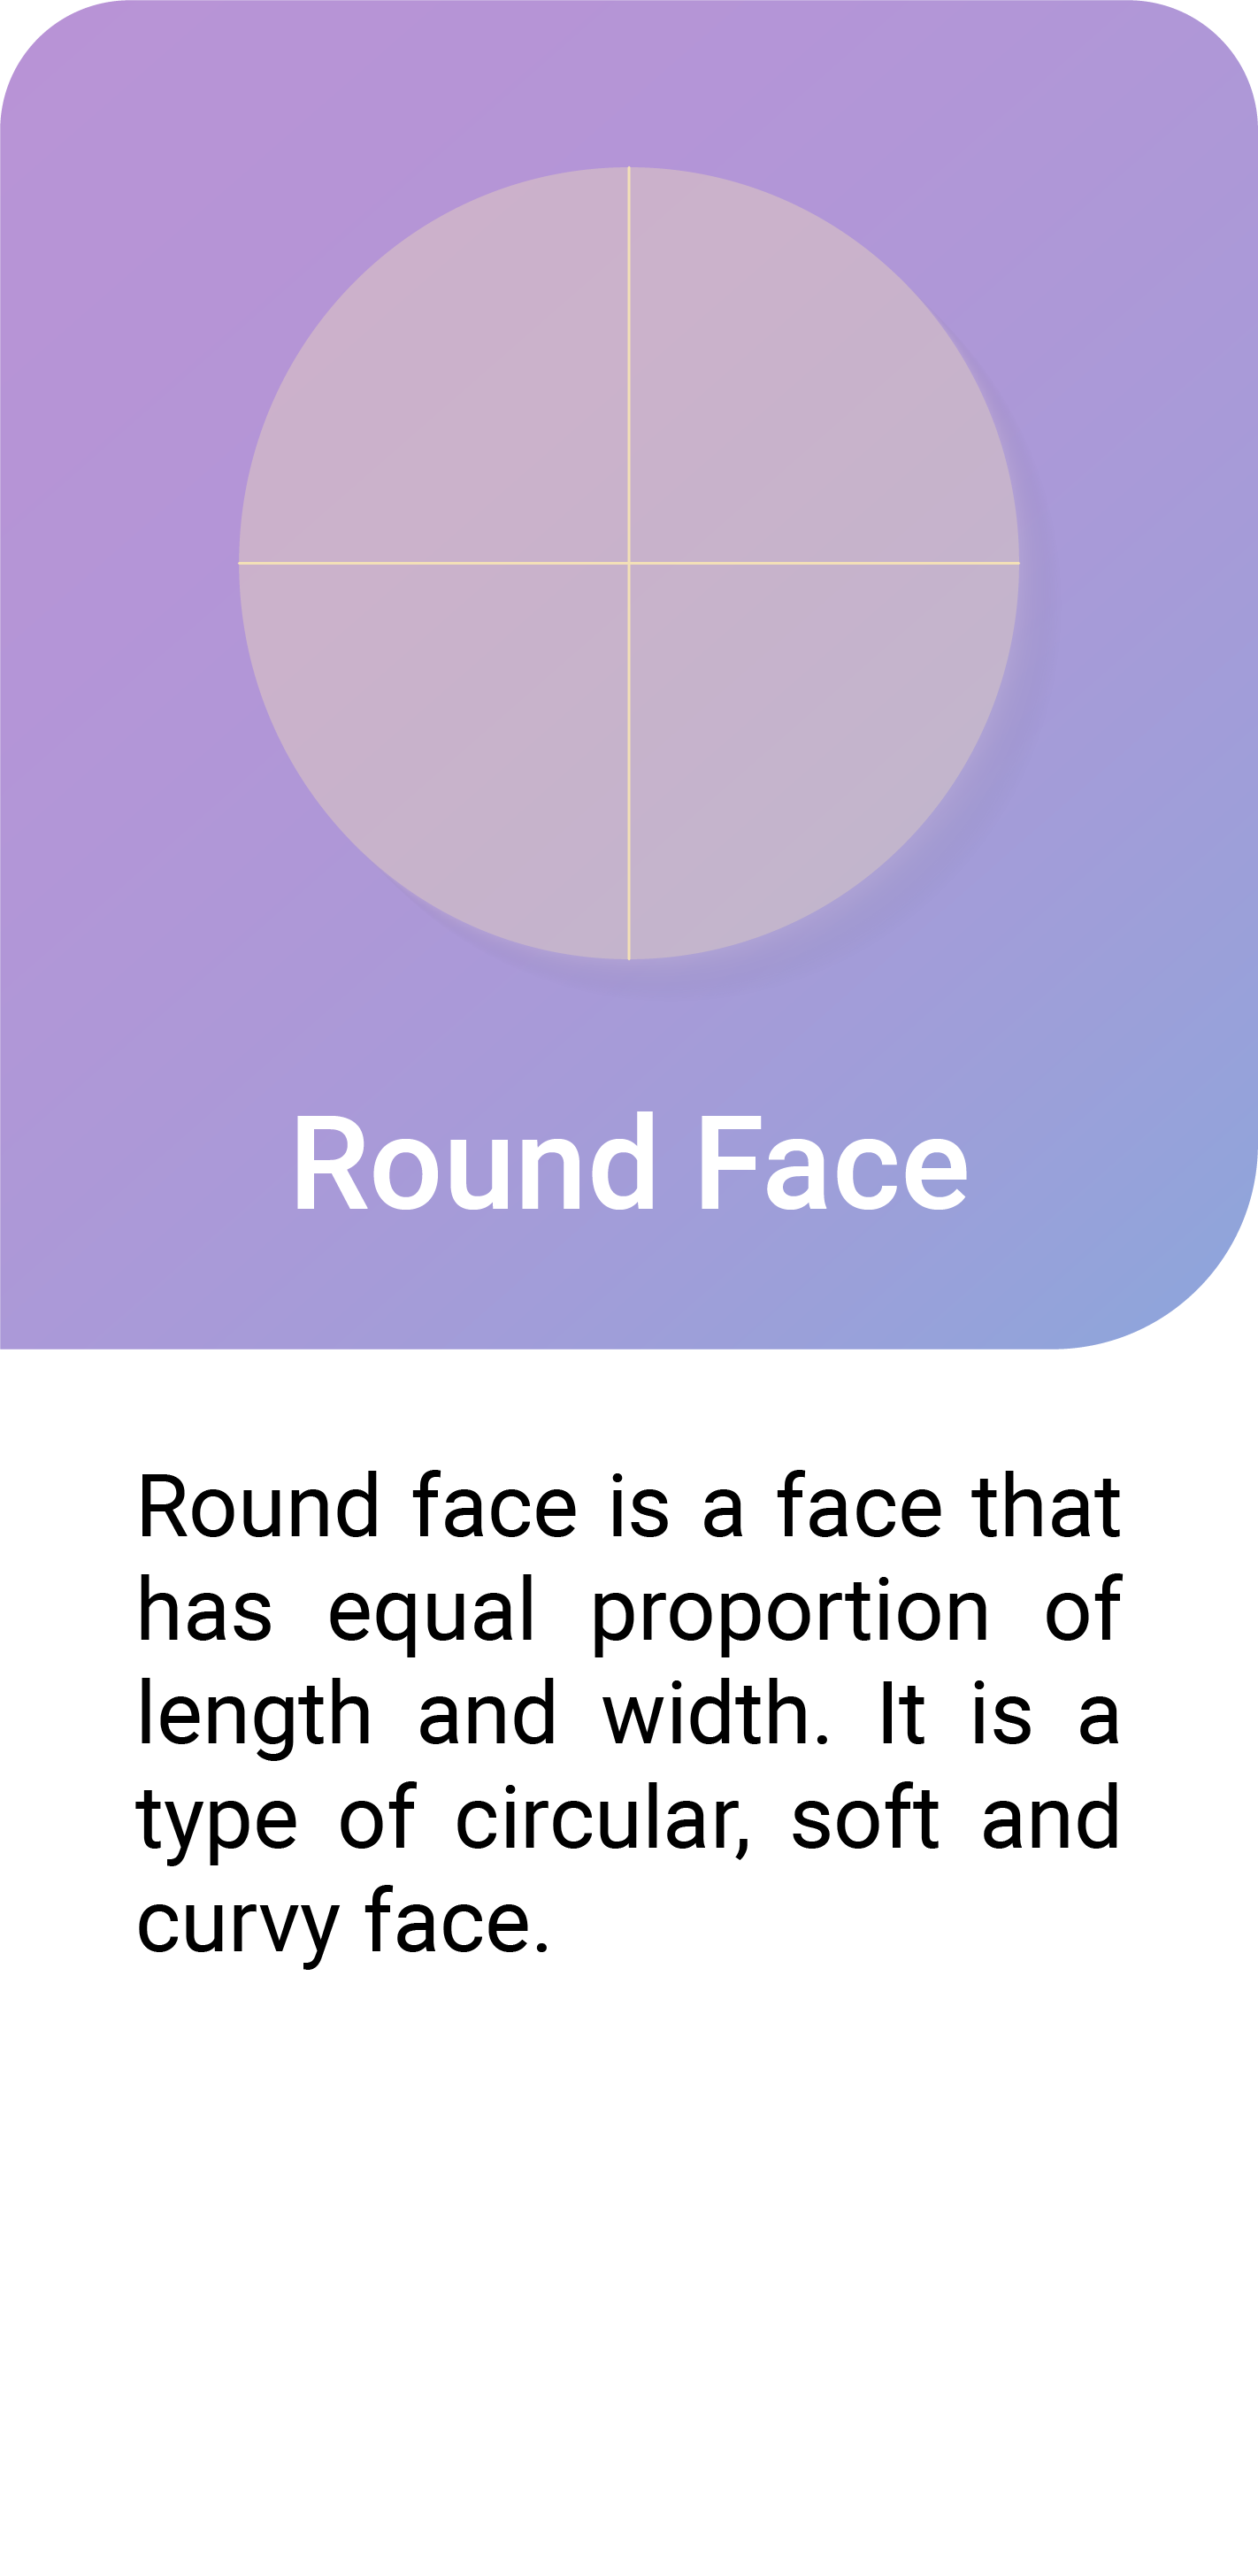 Round Face
Round face is a face that
has equal proportion of
length and width. It is a
type of circular, soft and
curvy face.